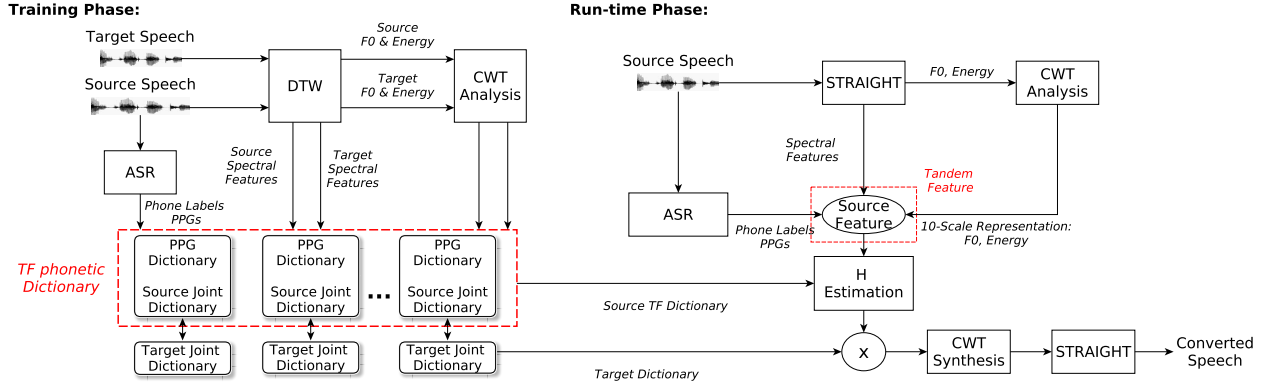 Training Phase:
Target Speech
Source Speech
DTW
Source
F0 & Energy
Target
F0 & Energy
CWT
Analysis
ASR
Phone Labels
PPGs
Source
Spectral
Features
Target
Spectral
Features
TF phonetic
Dictionary
PPG
Dictionary
Source Joint
Dictionary
PPG
Dictionary
Source Joint
Dictionary
...
PPG
Dictionary
Source Joint
Dictionary
Target Joint
Dictionary
Target Joint
Dictionary
Target Joint
Dictionary
Run-time Phase:
Source Speech
STRAIGHT
F0, Energy
CWT
Analysis
Spectral
Features
Tandem
Feature
ASR
Phone Labels
PPGs
Source
Feature
10-Scale Representation:
F0, Energy
H
Estimation
Source TF Dictionary
x
Target Dictionary
CWT
Synthesis
STRAIGHT
Converted
Speech